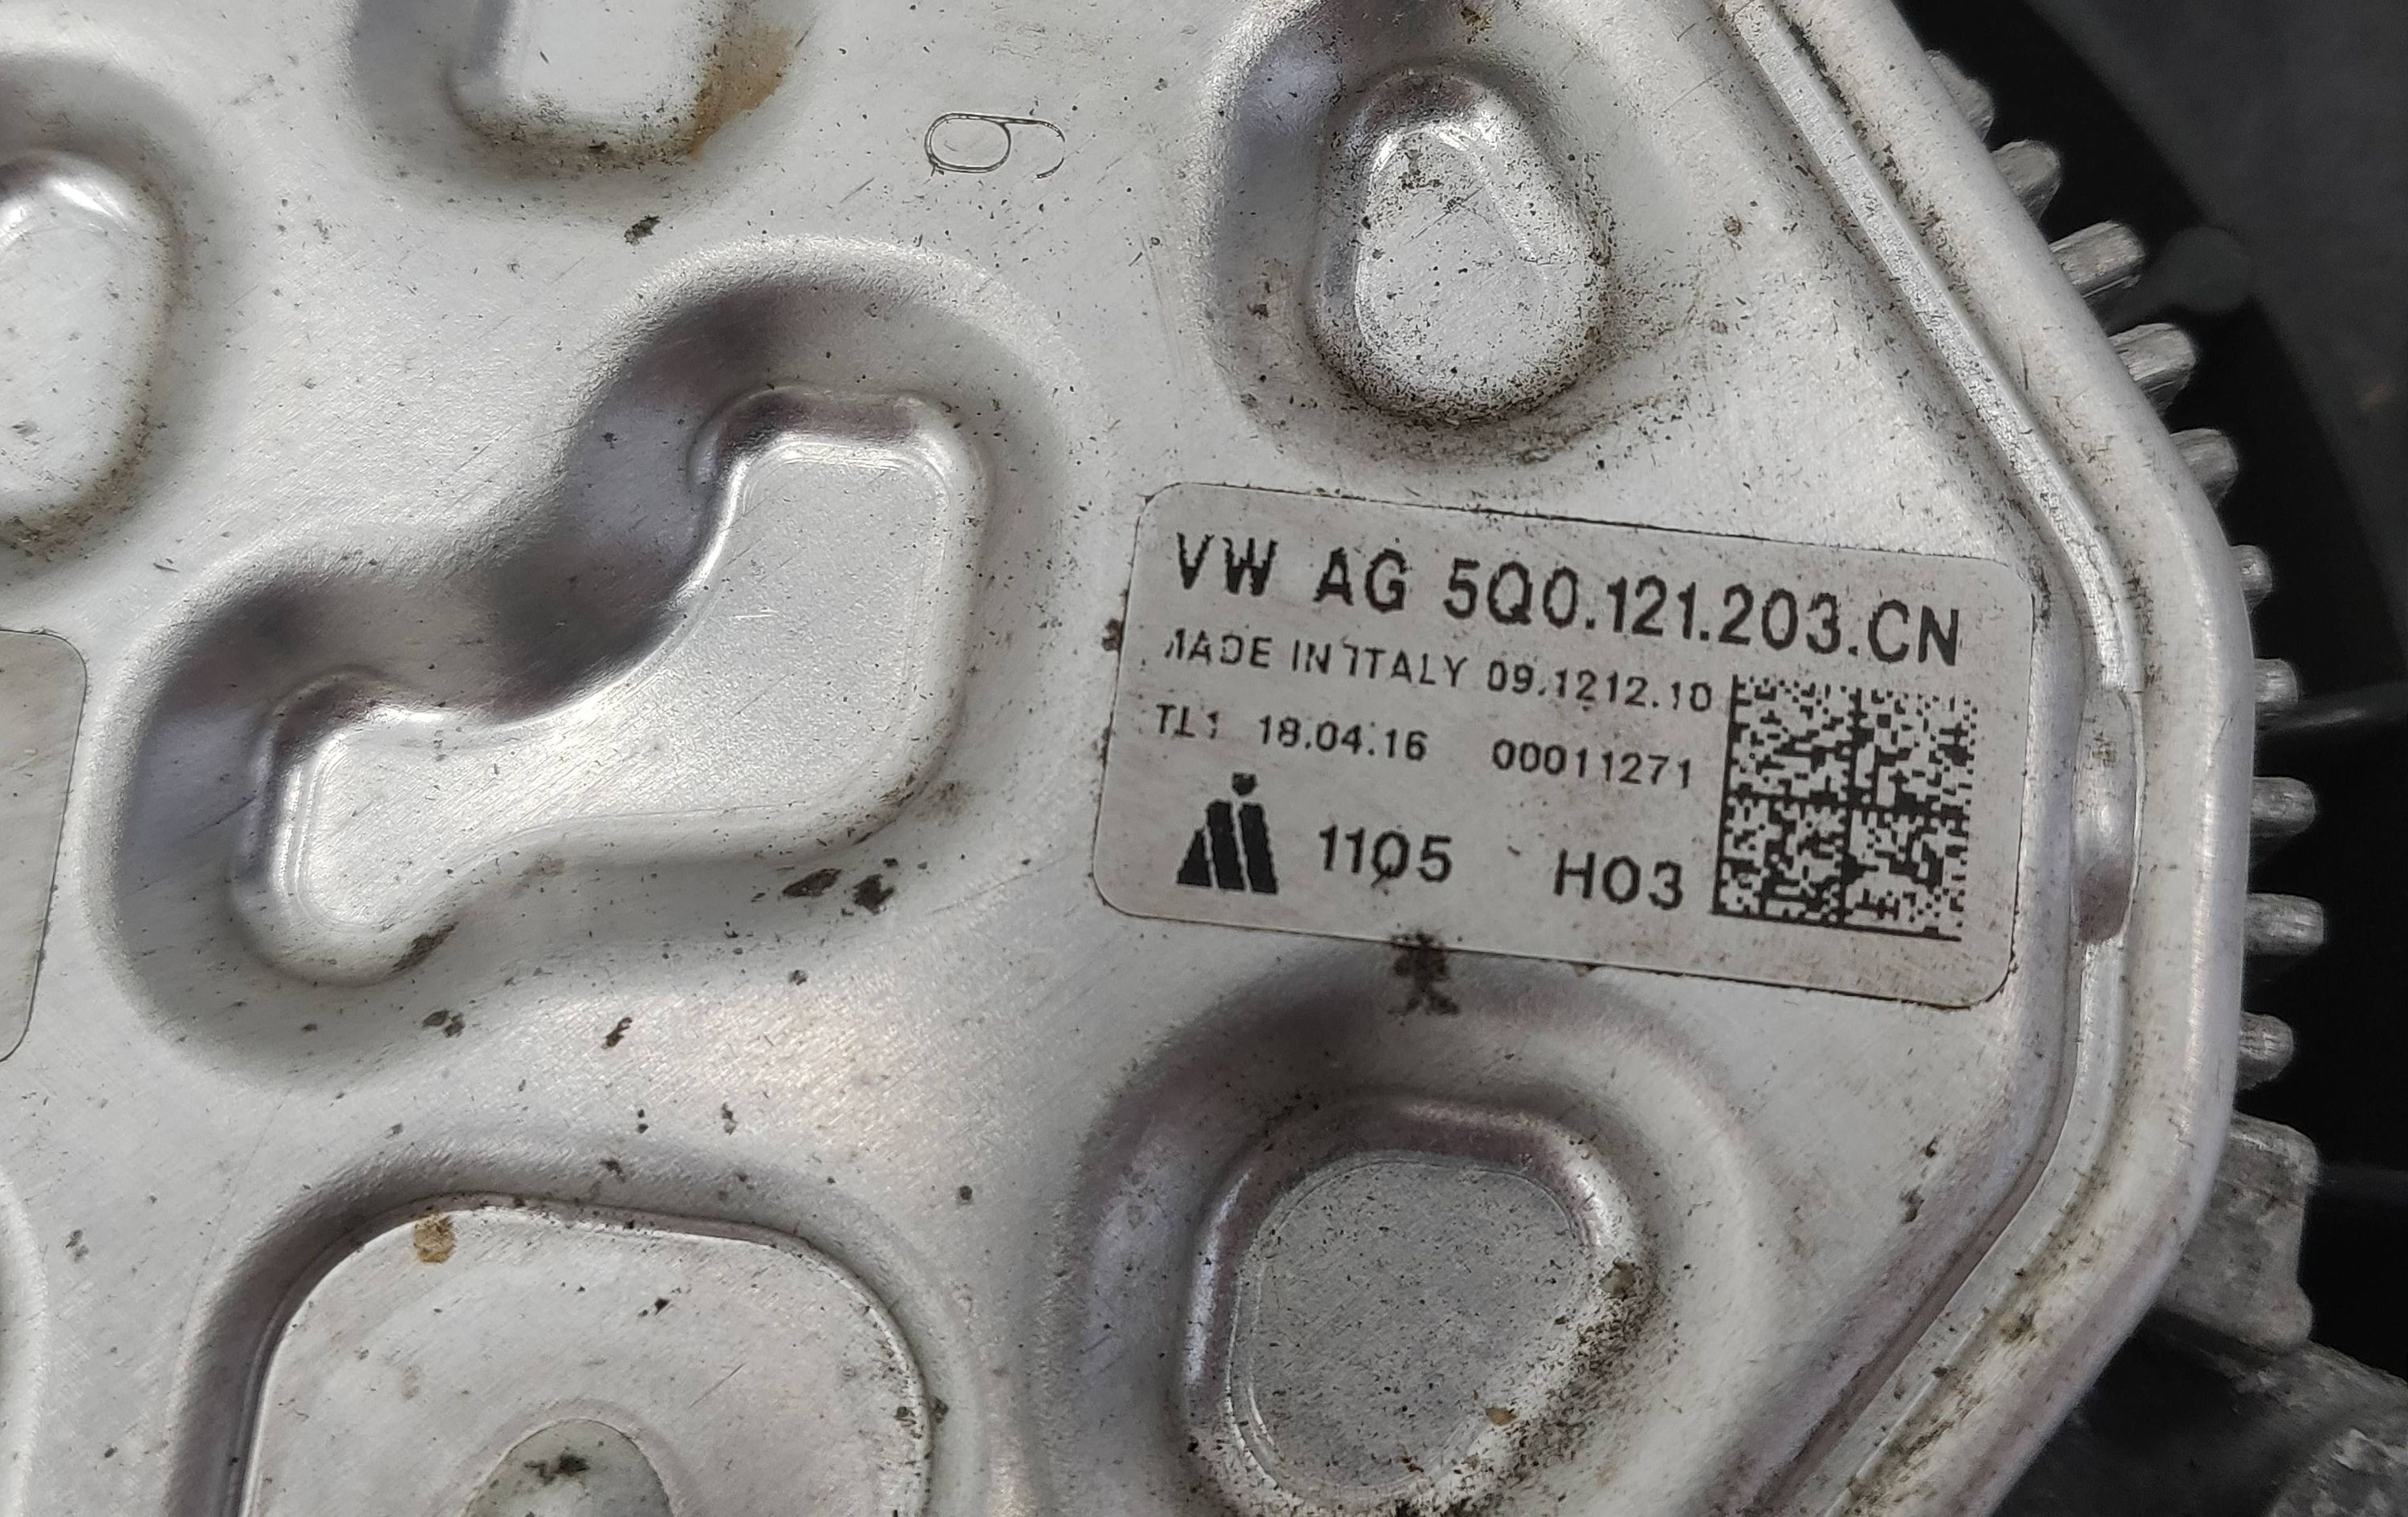 9
VW AG 5Q0.121.203.CN
MADE IN ITALY 09.1212.10
TL1 18.04.16 00011271
1105 H03